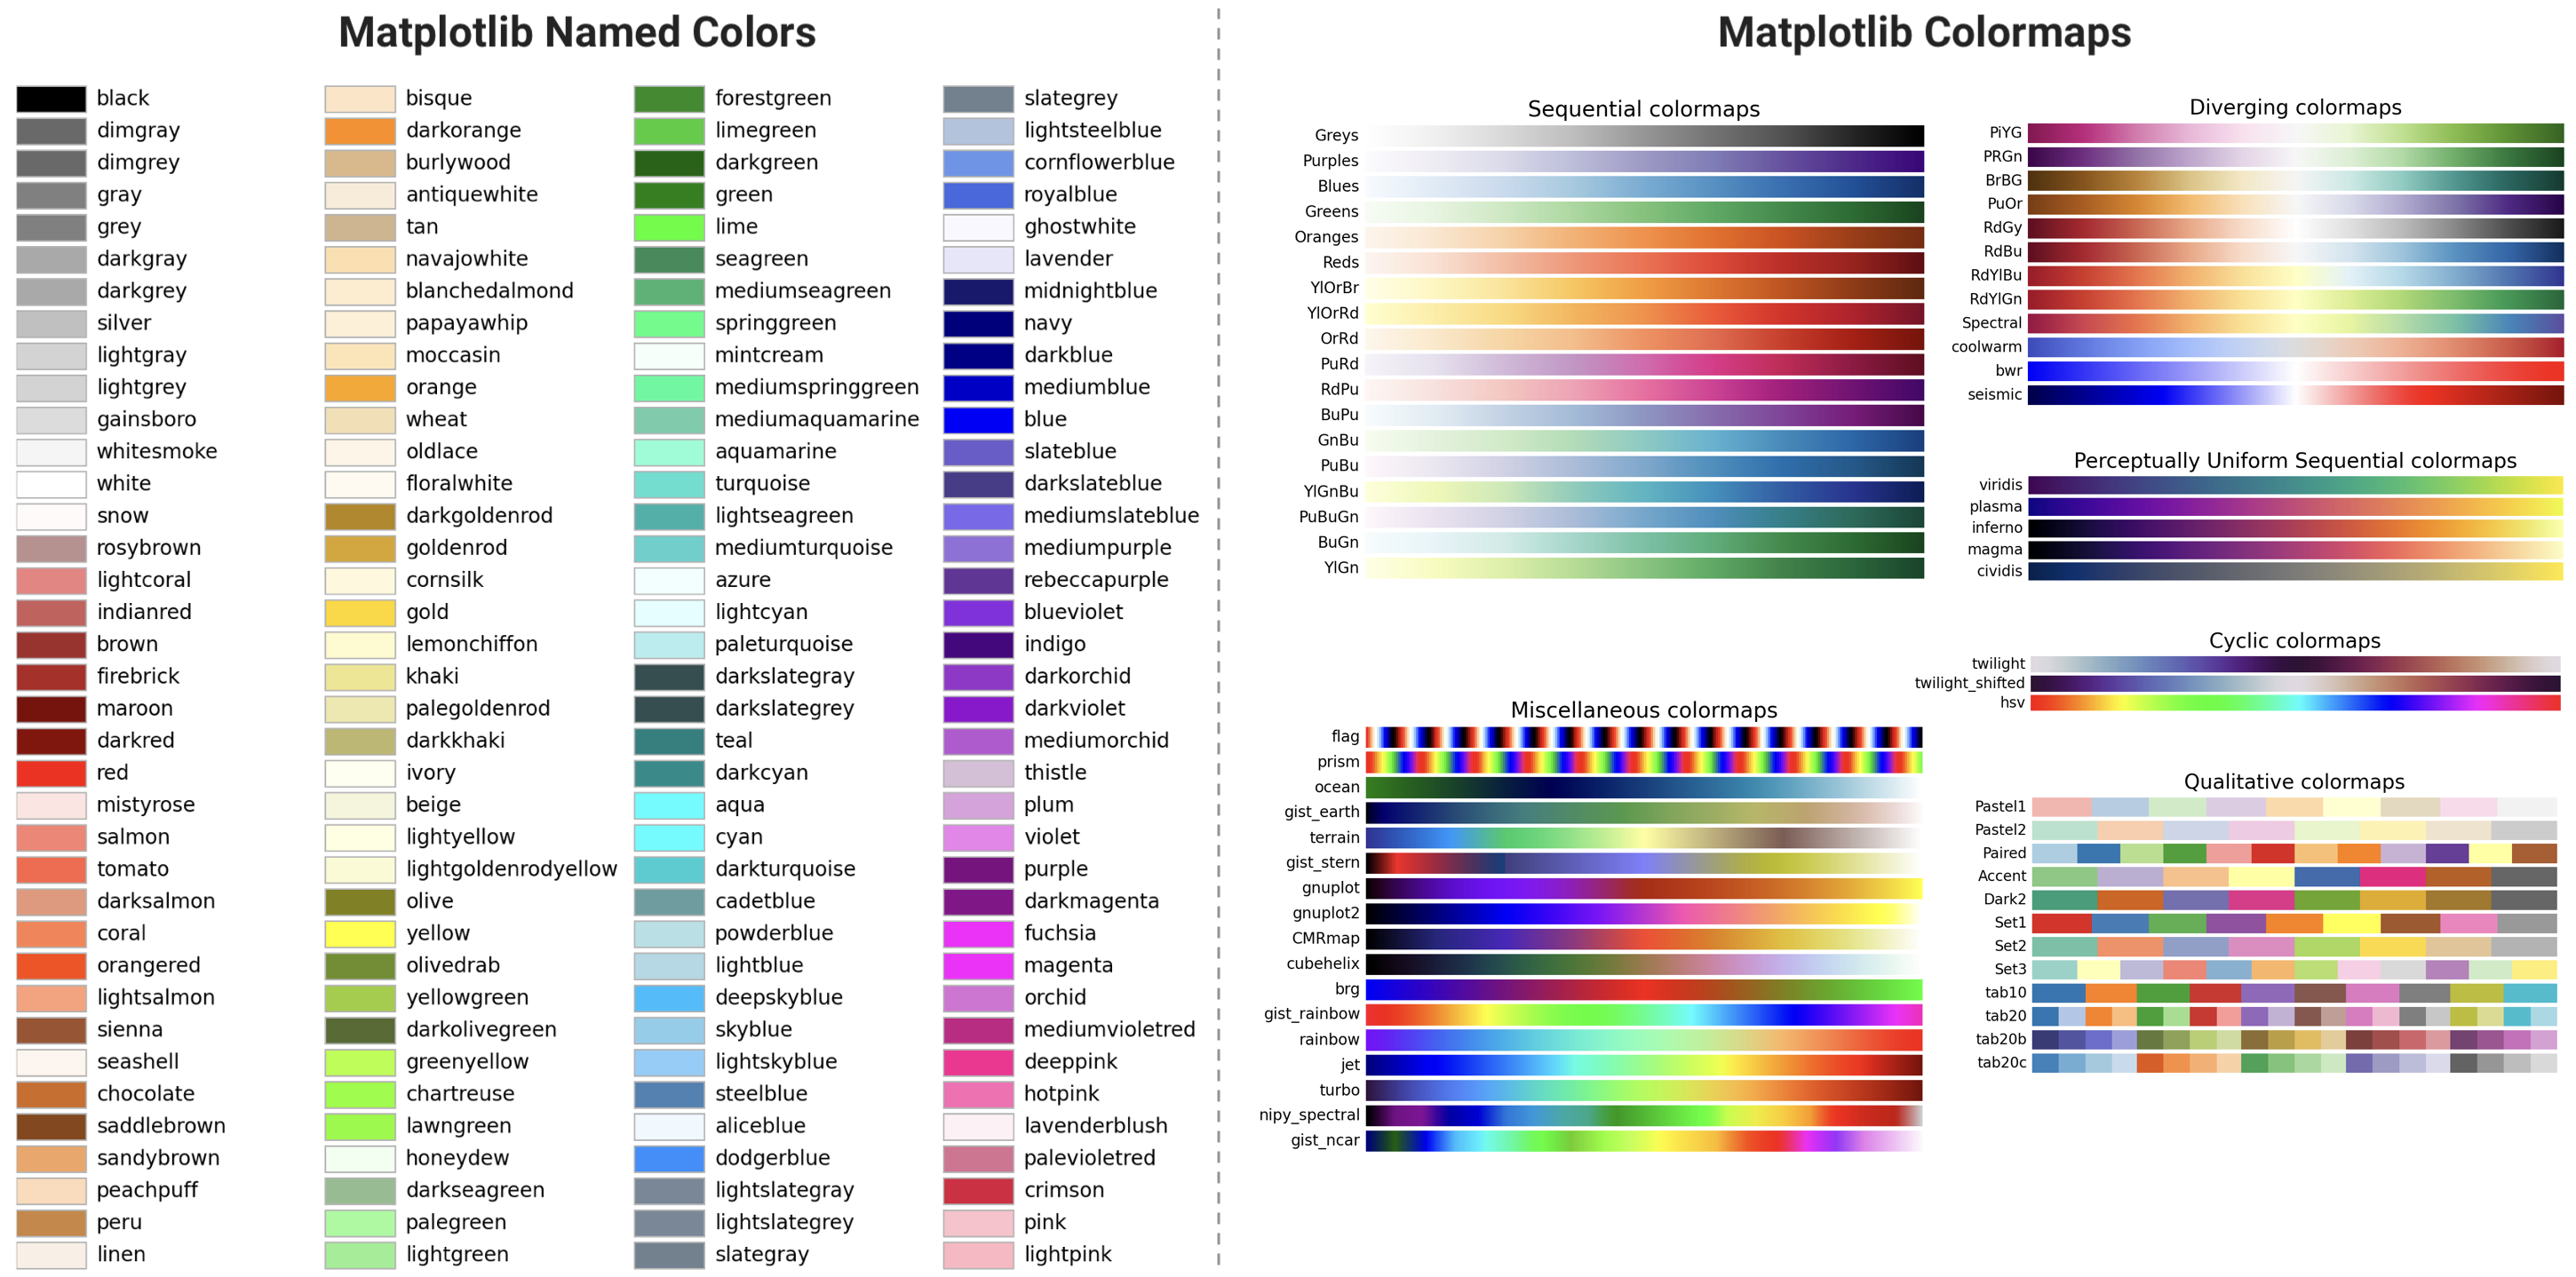 Matplotlib Named Colors
black
dimgray
dimgrey
gray
grey
darkgray
darkgrey
silver
lightgray
lightgrey
gainsboro
whitesmoke
white
snow
rosybrown
lightcoral
indianred
brown
firebrick
maroon
darkred
red
mistyrose
salmon
tomato
darksalmon
coral
orangered
lightsalmon
sienna
seashell
chocolate
saddlebrown
sandybrown
peachpuff
peru
linen
bisque
darkorange
burlywood
antiquewhite
tan
navajowhite
blanchedalmond
papayawhip
moccasin
orange
wheat
oldlace
floralwhite
darkgoldenrod
goldenrod
cornsilk
gold
lemonchiffon
khaki
palegoldenrod
darkkhaki
ivory
beige
lightyellow
lightgoldenrodyellow
olive
yellow
olivedrab
yellowgreen
darkolivegreen
greenyellow
chartreuse
lawngreen
honeydew
darkseagreen
palegreen
lightgreen
forestgreen
limegreen
darkgreen
green
lime
seagreen
mediumseagreen
springgreen
mintcream
mediumspringgreen
mediumaquamarine
aquamarine
turquoise
lightseagreen
mediumturquoise
azure
lightcyan
paleturquoise
darkslategray
darkslategrey
teal
darkcyan
aqua
cyan
darkturquoise
cadetblue
powderblue
lightblue
deepskyblue
skyblue
lightskyblue
steelblue
aliceblue
dodgerblue
lightslategray
lightslategrey
slategray
slategrey
lightsteelblue
cornflowerblue
royalblue
ghostwhite
lavender
midnightblue
navy
darkblue
mediumblue
blue
slateblue
darkslateblue
mediumslateblue
mediumpurple
rebeccapurple
blueviolet
indigo
darkorchid
darkviolet
mediumorchid
thistle
plum
violet
purple
darkmagenta
fuchsia
magenta
orchid
mediumvioletred
deeppink
hotpink
lavenderblush
palevioletred
crimson
pink
lightpink
Matplotlib Colormaps
Sequential colormaps
Greys
Purples
Blues
Greens
Oranges
Reds
YlOrBr
YlOrRd
OrRd
PuRd
RdPu
BuPu
GnBu
PuBu
YlGnBu
PuBuGn
BuGn
YlGn
Miscellaneous colormaps
flag
prism
ocean
gist_earth
terrain
gist_stern
gnuplot
gnuplot2
CMRmap
cubehelix
brg
gist_rainbow
rainbow
jet
turbo
nipy_spectral
gist_ncar
Diverging colormaps
PiYG
PRGn
BrBG
PuOr
RdGy
RdBu
RdYlBu
RdYlGn
Spectral
coolwarm
bwr
seismic
Perceptually Uniform Sequential colormaps
viridis
plasma
inferno
magma
cividis
Cyclic colormaps
twilight
twilight_shifted
hsv
Qualitative colormaps
Pastel1
Pastel2
Paired
Accent
Dark2
Set1
Set2
Set3
tab10
tab20
tab20b
tab20c